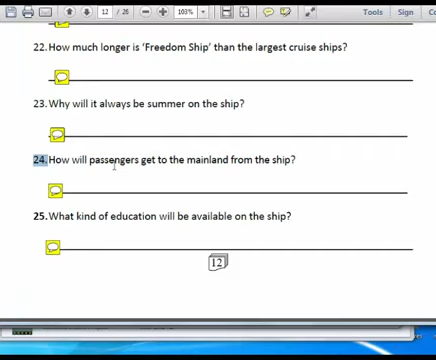 12 / 26 103% Tools Sign Comment
22. How much longer is ‘Freedom Ship’ than the largest cruise ships?
23. Why will it always be summer on the ship?
24. How will passengers get to the mainland from the ship?
25. What kind of education will be available on the ship?
12